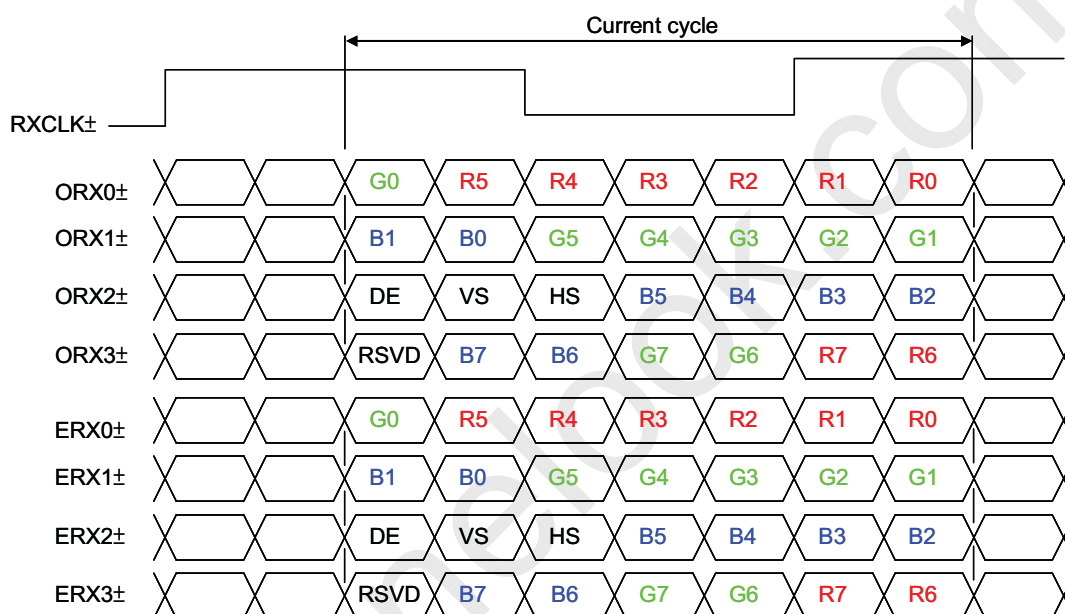 Current cycle
RXCLK±
ORX0± G0 R5 R4 R3 R2 R1 R0
ORX1± B1 B0 G5 G4 G3 G2 G1
ORX2± DE VS HS B5 B4 B3 B2
ORX3± RSVD B7 B6 G7 G6 R7 R6
ERX0± G0 R5 R4 R3 R2 R1 R0
ERX1± B1 B0 G5 G4 G3 G2 G1
ERX2± DE VS HS B5 B4 B3 B2
ERX3± RSVD B7 B6 G7 G6 R7 R6
nelook.com